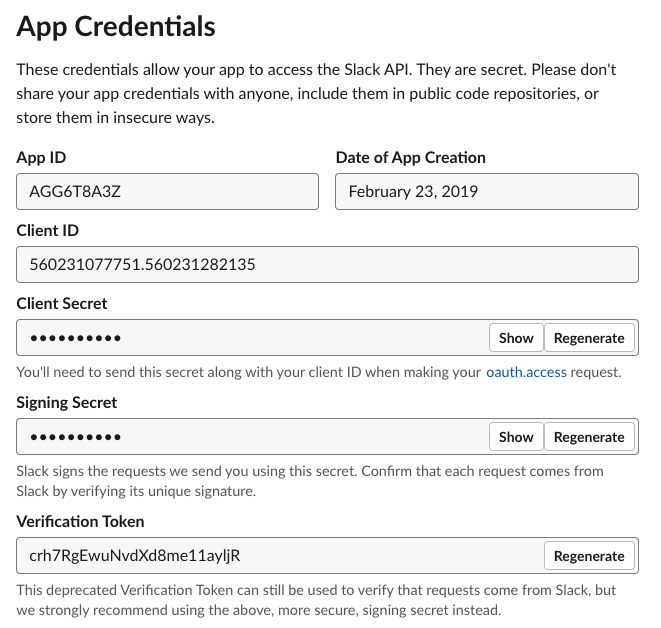 App Credentials
These credentials allow your app to access the Slack API. They are secret. Please don't
share your app credentials with anyone, include them in public code repositories, or
store them in insecure ways.
App ID
Date of App Creation
AGG6T8A3Z
February 23, 2019
Client ID
560231077751.560231282135
Client Secret
••••••••••
Show
Regenerate
You'll need to send this secret along with your client ID when making your oauth.access request.
Signing Secret
••••••••••
Show
Regenerate
Slack signs the requests we send you using this secret. Confirm that each request comes from
Slack by verifying its unique signature.
Verification Token
crh7RgEwuNvdXd8me11ayljR
Regenerate
This deprecated Verification Token can still be used to verify that requests come from Slack, but
we strongly recommend using the above, more secure, signing secret instead.